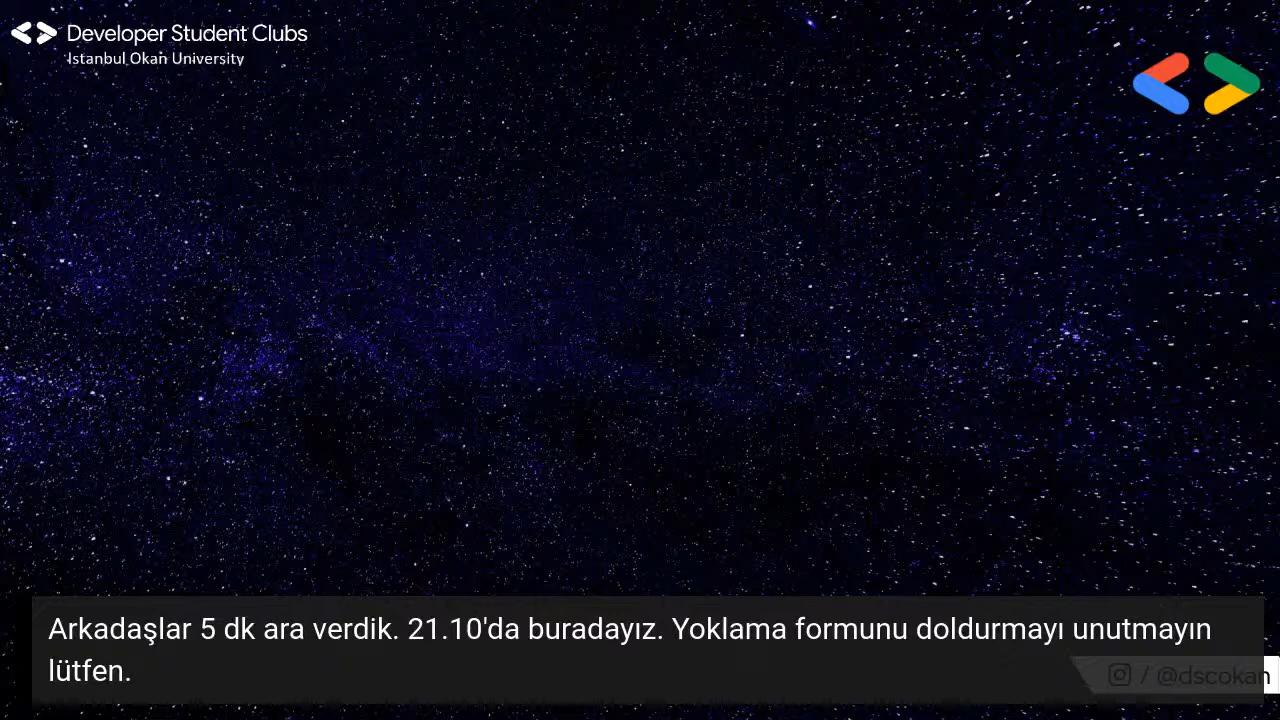 Developer Student Clubs
Istanbul Okan University
Arkadaşlar 5 dk ara verdik. 21.10'da buradayız. Yoklama formunu doldurmayı unutmayın
lütfen.
/ @dscokan